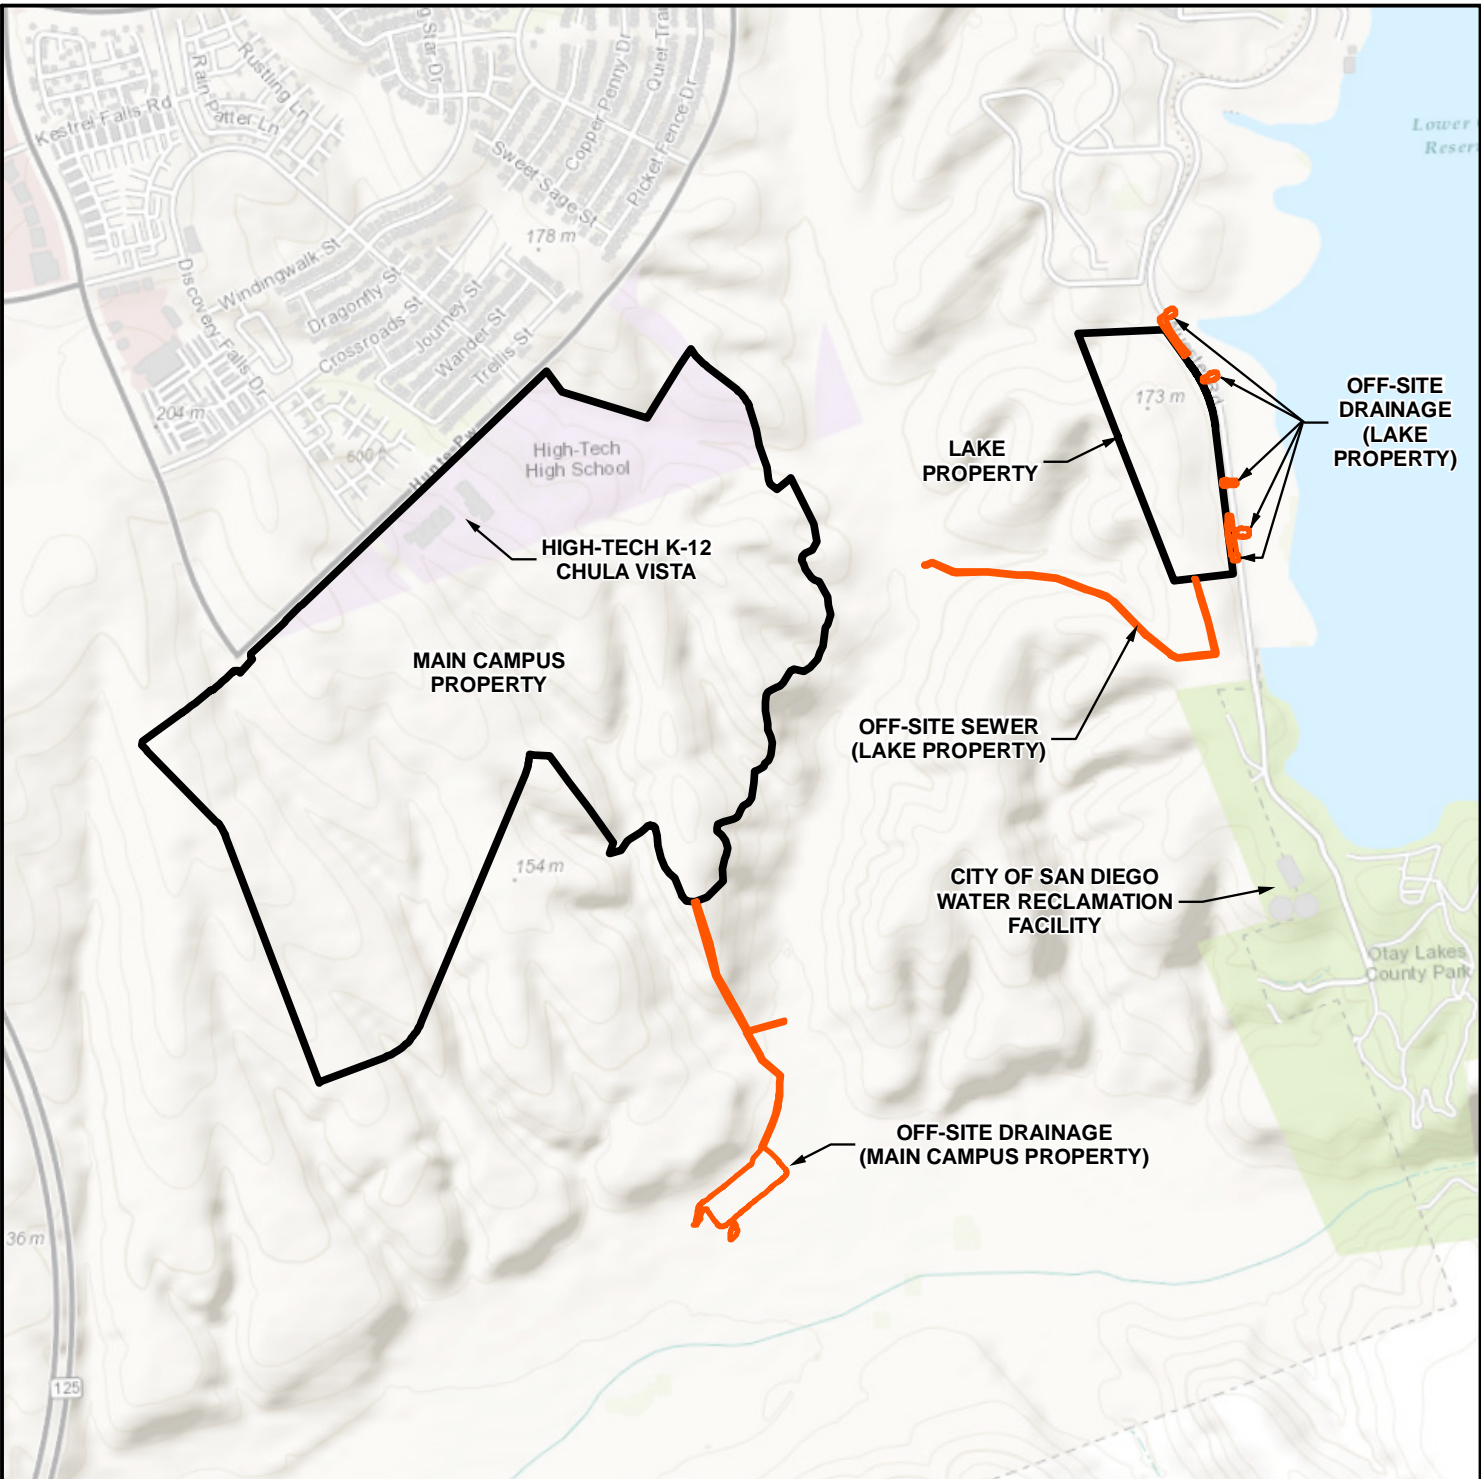 Rustling Ln
Rain Patter Ln
Kestrel Falls Rd
Star Dr
Copper Penny Dr
Picket Fence Dr
Sweet Sage St
178 m
Windingwalk St
Discovery Falls Dr
Dragonfly St
Crossroads St
Journey St
Wander St
Trellis St
204 m
600 ft
High-Tech
High School
HIGH-TECH K-12
CHULA VISTA
MAIN CAMPUS
PROPERTY
154 m
Lower
173 m
LAKE
PROPERTY
OFF-SITE
DRAINAGE
(LAKE
PROPERTY)
OFF-SITE SEWER
(LAKE PROPERTY)
CITY OF SAN DIEGO
WATER RECLAMATION
FACILITY
Otay Lakes
County Park
OFF-SITE DRAINAGE
(MAIN CAMPUS PROPERTY)
36 m
125